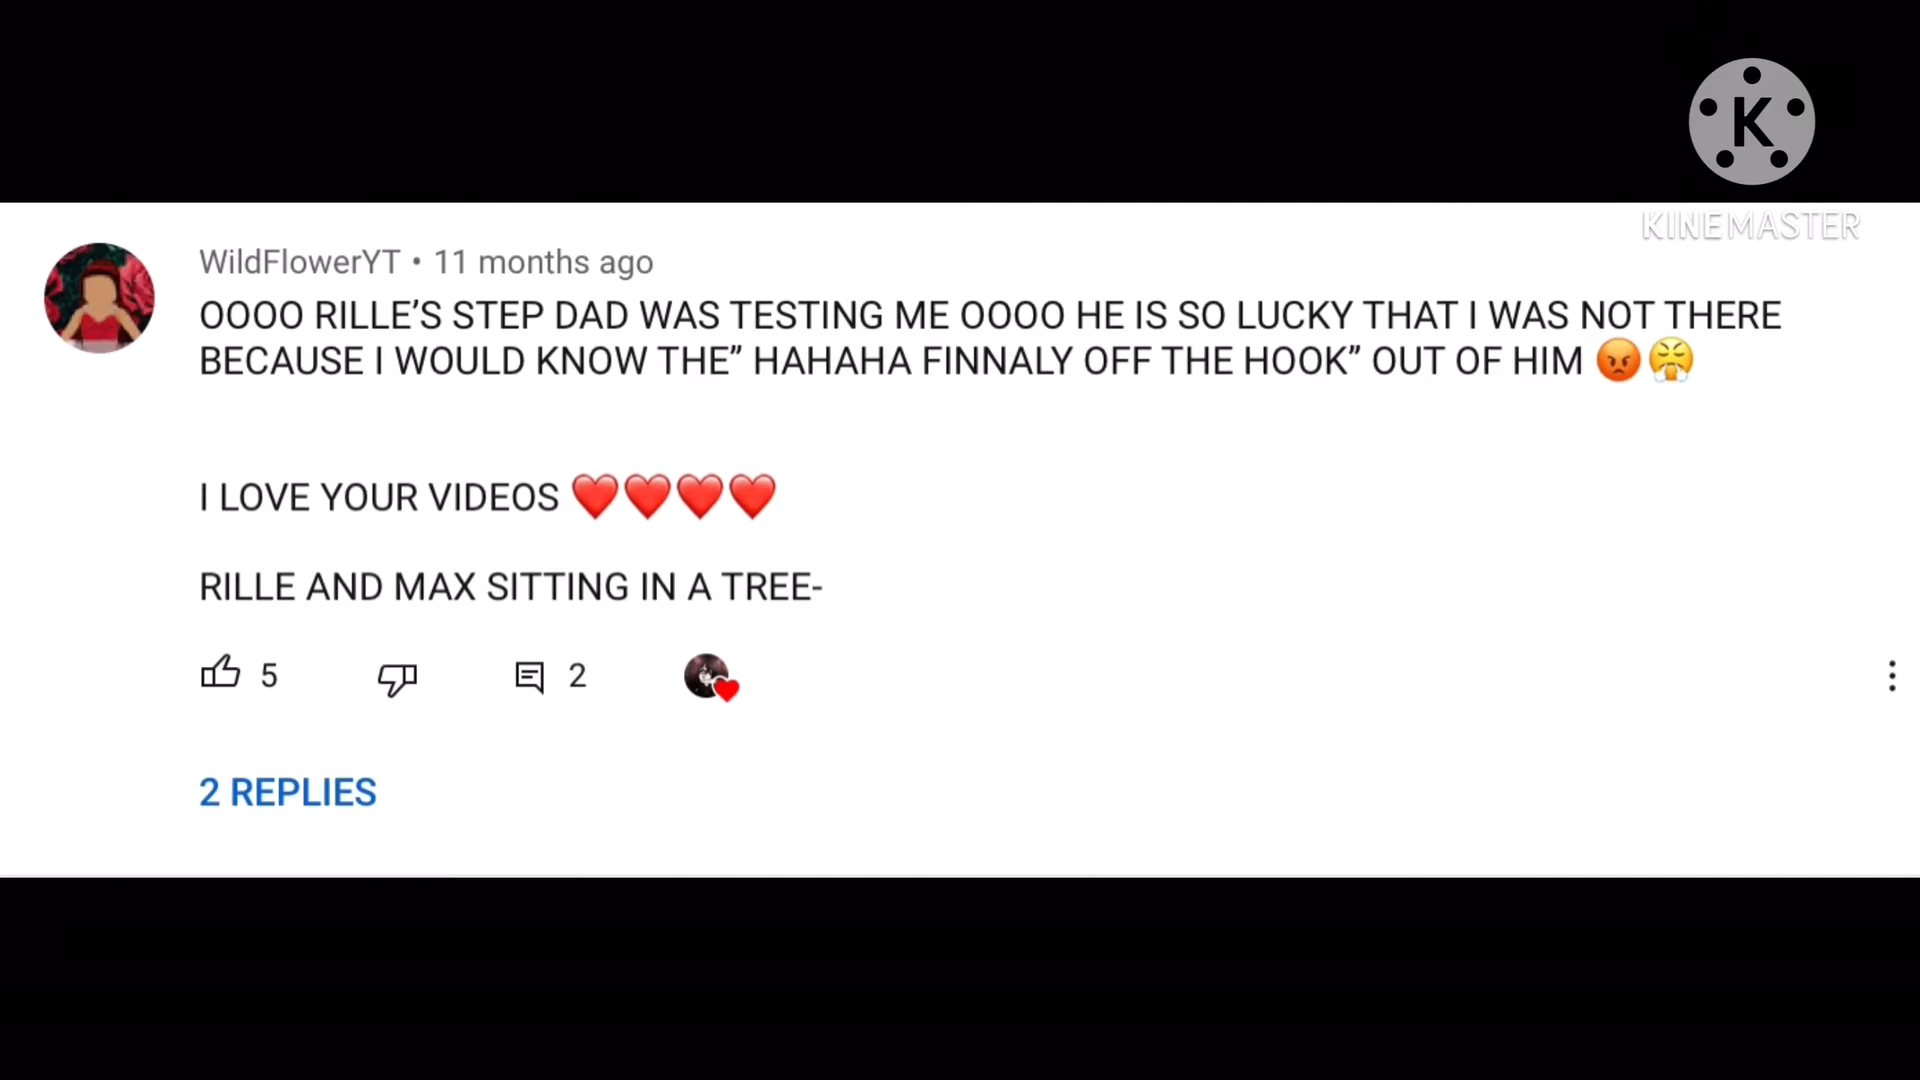 K
KINEMASTER
WildFlowerYT • 11 months ago
OOOO RILLE’S STEP DAD WAS TESTING ME OOOO HE IS SO LUCKY THAT I WAS NOT THERE
BECAUSE I WOULD KNOW THE” HAHAHA FINNALY OFF THE HOOK” OUT OF HIM 😡😤
I LOVE YOUR VIDEOS ❤️❤️❤️❤️
RILLE AND MAX SITTING IN A TREE-
5 2
2 REPLIES